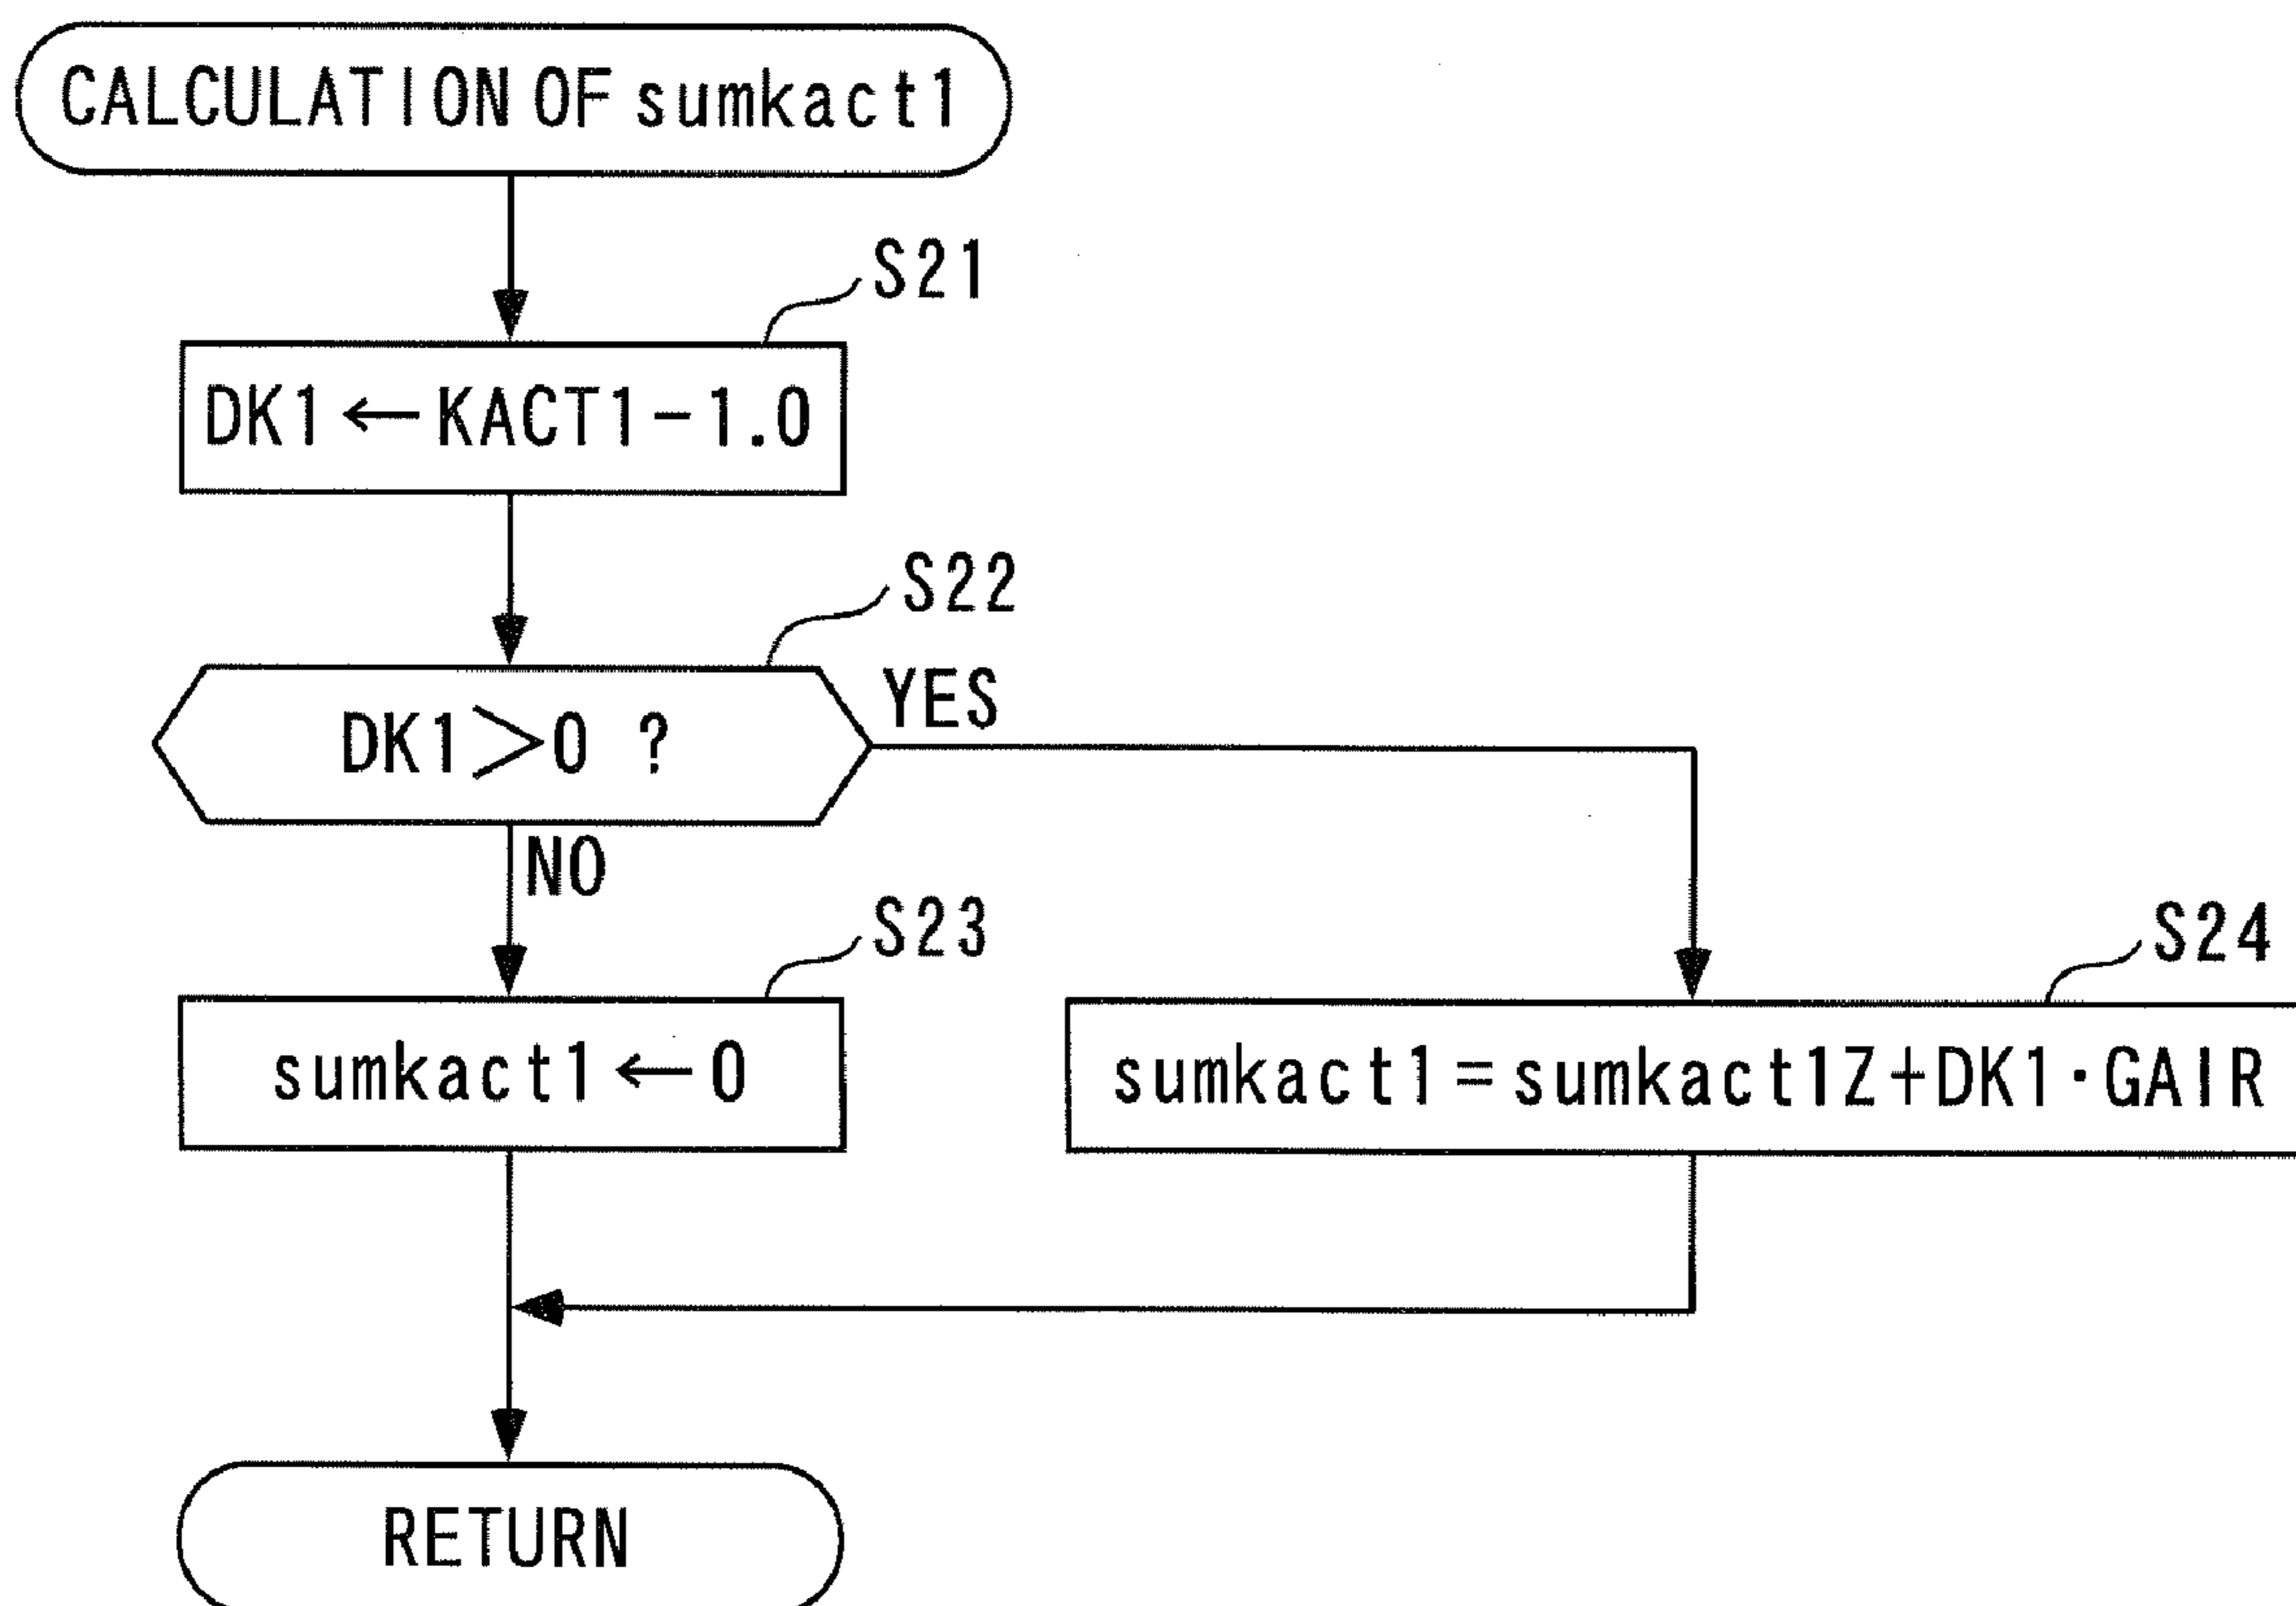 CALCULATION OF sumkact1
S21
DK1←KACT1-1.0
S22
DK1>0 ?
YES
NO
S23
S24
sumkact1←0
sumkact1=sumkact1Z+DK1·GAIR
RETURN